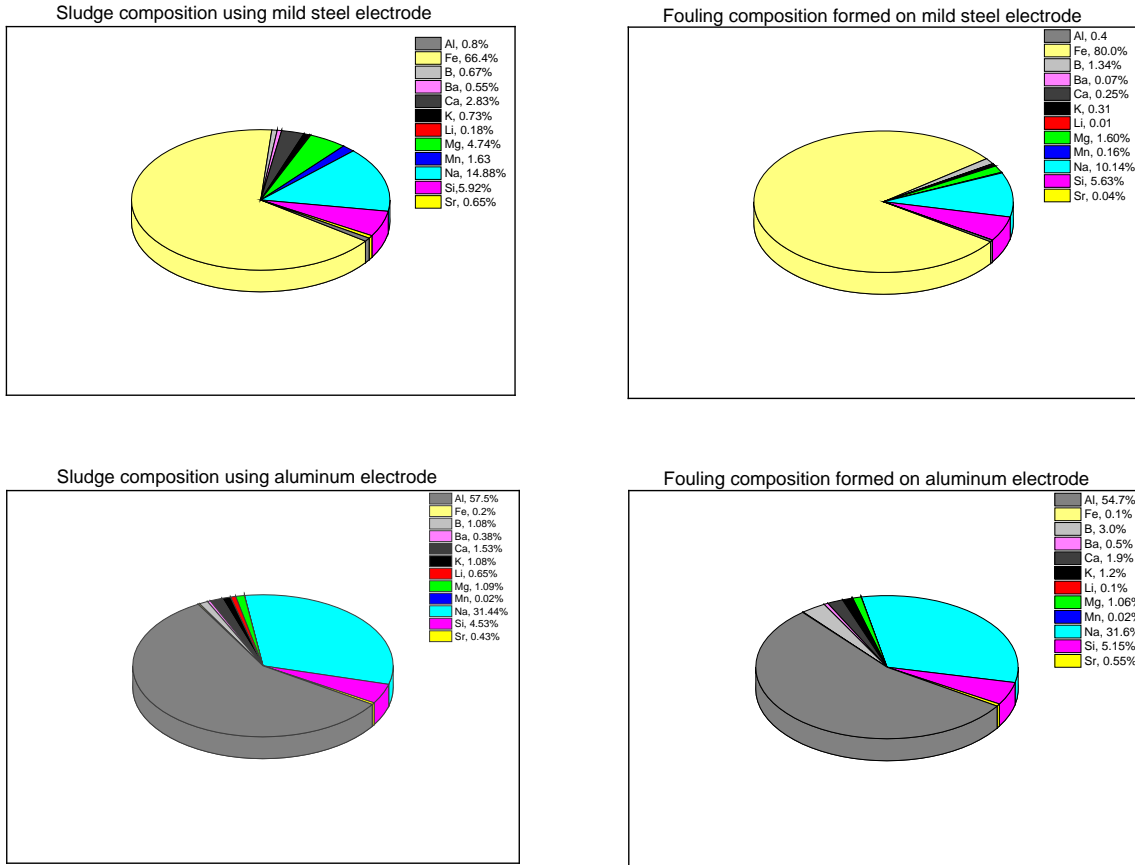 Sludge composition using mild steel electrode
Al, 0.8%
Fe, 66.4%
B, 0.67%
Ba, 0.55%
Ca, 2.83%
K, 0.73%
Li, 0.18%
Mg, 4.74%
Mn, 1.63
Na, 14.88%
Si,5.92%
Sr, 0.65%
Fouling composition formed on mild steel electrode
Al, 0.4
Fe, 80.0%
B, 1.34%
Ba, 0.07%
Ca, 0.25%
K, 0.31
Li, 0.01
Mg, 1.60%
Mn, 0.16%
Na, 10.14%
Si, 5.63%
Sr, 0.04%
Sludge composition using aluminum electrode
Al, 57.5%
Fe, 0.2%
B, 1.08%
Ba, 0.38%
Ca, 1.53%
K, 1.08%
Li, 0.65%
Mg, 1.09%
Mn, 0.02%
Na, 31.44%
Si, 4.53%
Sr, 0.43%
Fouling composition formed on aluminum electrode
Al, 54.7%
Fe, 0.1%
B, 3.0%
Ba, 0.5%
Ca, 1.9%
K, 1.2%
Li, 0.1%
Mg, 1.06%
Mn, 0.02%
Na, 31.6%
Si, 5.15%
Sr, 0.55%